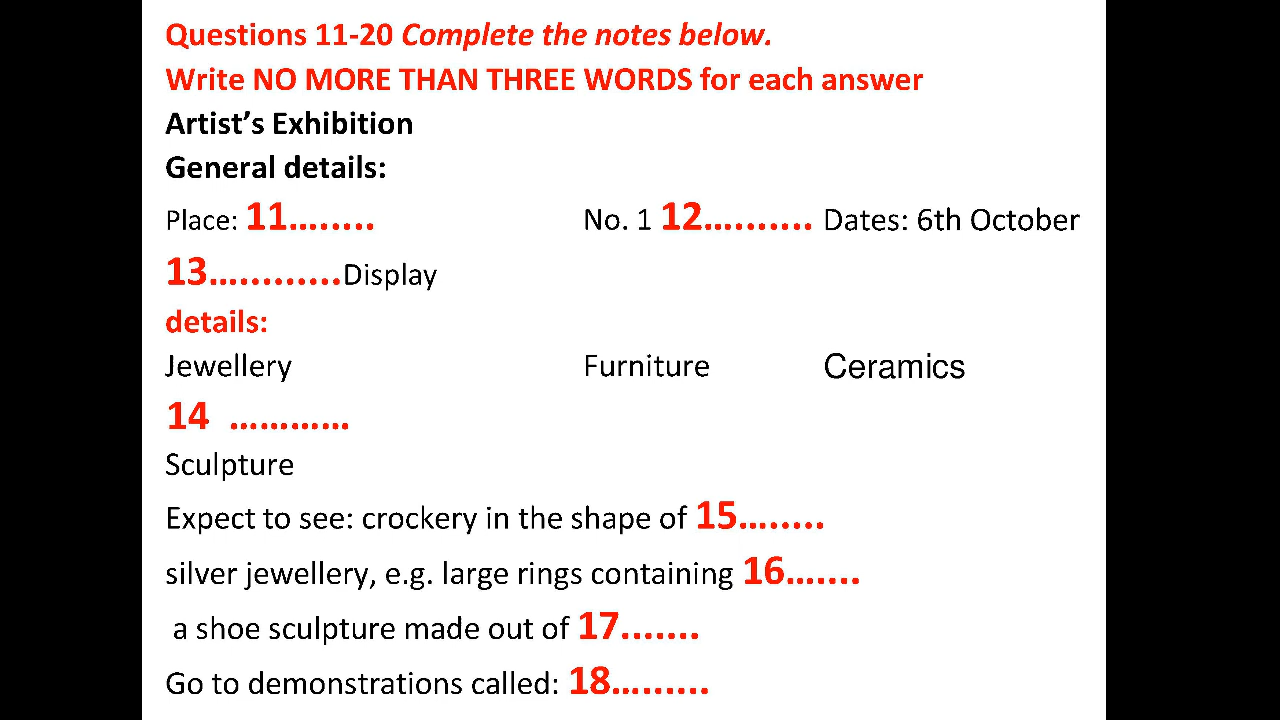 Questions 11-20 Complete the notes below.
Write NO MORE THAN THREE WORDS for each answer
Artist’s Exhibition
General details:
Place: 11…..... No. 1 12…........ Dates: 6th October
13…..........Display
details:
Jewellery Furniture Ceramics
14 …………
Sculpture
Expect to see: crockery in the shape of 15…......
silver jewellery, e.g. large rings containing 16…....
a shoe sculpture made out of 17.......
Go to demonstrations called: 18….......